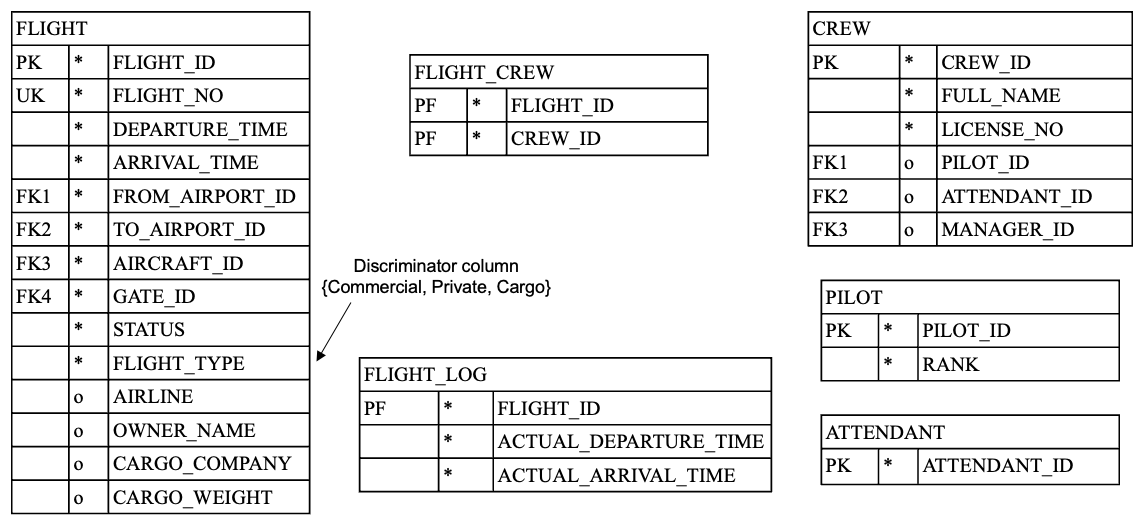 FLIGHT
PK * FLIGHT_ID
UK * FLIGHT_NO
* DEPARTURE_TIME
* ARRIVAL_TIME
FK1 * FROM_AIRPORT_ID
FK2 * TO_AIRPORT_ID
FK3 * AIRCRAFT_ID
FK4 * GATE_ID
* STATUS
* FLIGHT_TYPE
o AIRLINE
o OWNER_NAME
o CARGO_COMPANY
o CARGO_WEIGHT
FLIGHT_CREW
PF * FLIGHT_ID
PF * CREW_ID
Discriminator column
{Commercial, Private, Cargo}
FLIGHT_LOG
PF * FLIGHT_ID
* ACTUAL_DEPARTURE_TIME
* ACTUAL_ARRIVAL_TIME
CREW
PK * CREW_ID
* FULL_NAME
* LICENSE_NO
FK1 o PILOT_ID
FK2 o ATTENDANT_ID
FK3 o MANAGER_ID
PILOT
PK * PILOT_ID
* RANK
ATTENDANT
PK * ATTENDANT_ID